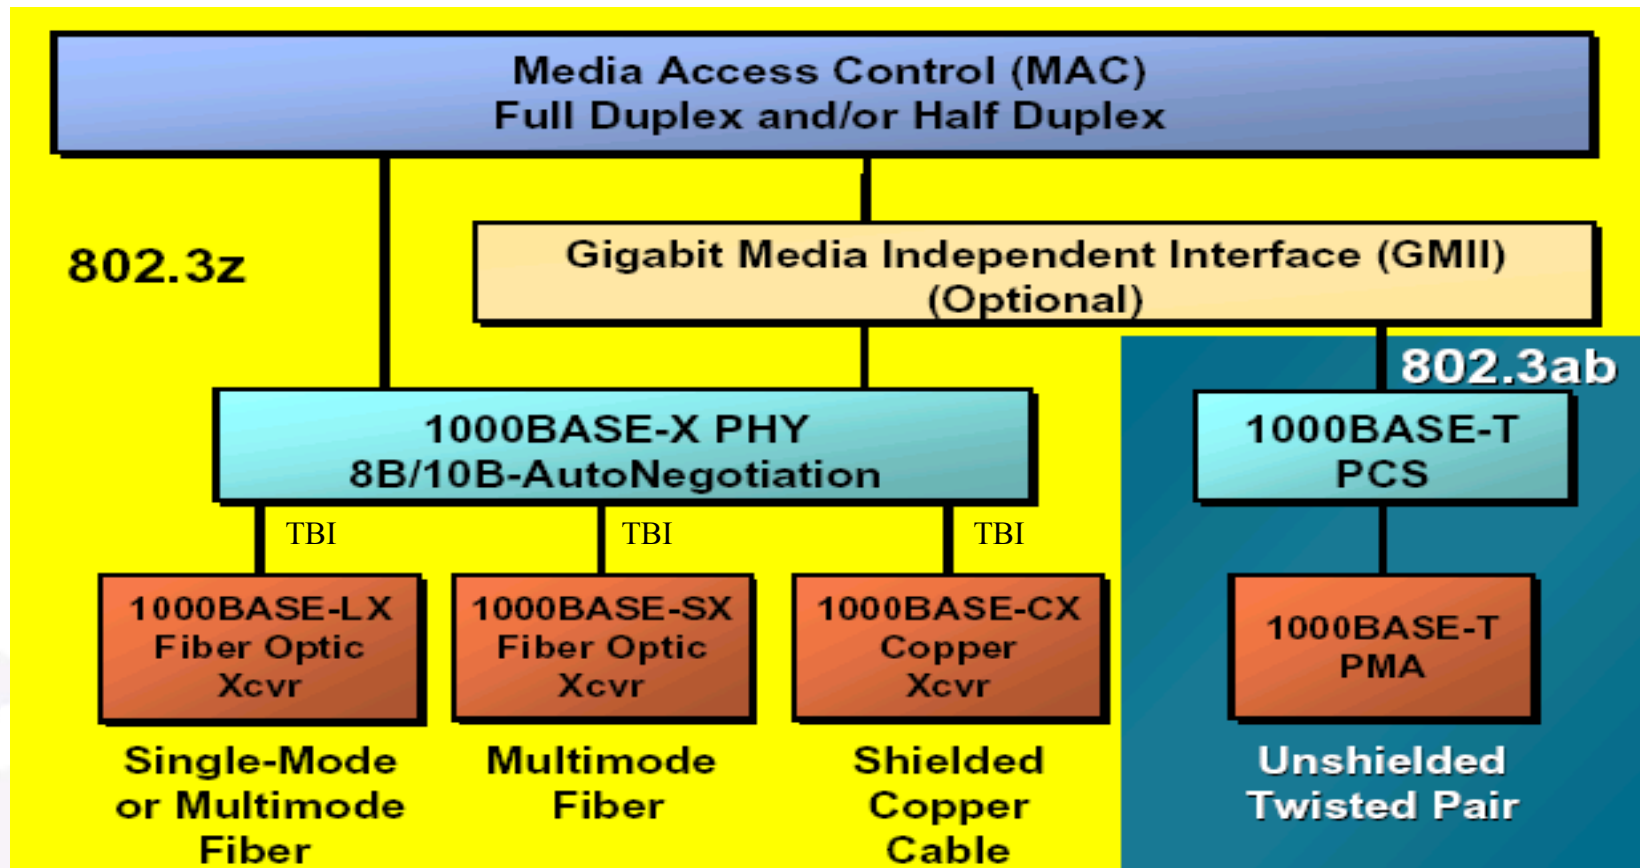 Media Access Control (MAC)
Full Duplex and/or Half Duplex
802.3z
Gigabit Media Independent Interface (GMII)
(Optional)
802.3ab
1000BASE-X PHY
8B/10B-AutoNegotiation
1000BASE-T
PCS
TBI
TBI
TBI
1000BASE-LX
Fiber Optic
Xcvr
1000BASE-SX
Fiber Optic
Xcvr
1000BASE-CX
Copper
Xcvr
1000BASE-T
PMA
Single-Mode
or Multimode
Fiber
Multimode
Fiber
Shielded
Copper
Cable
Unshielded
Twisted Pair